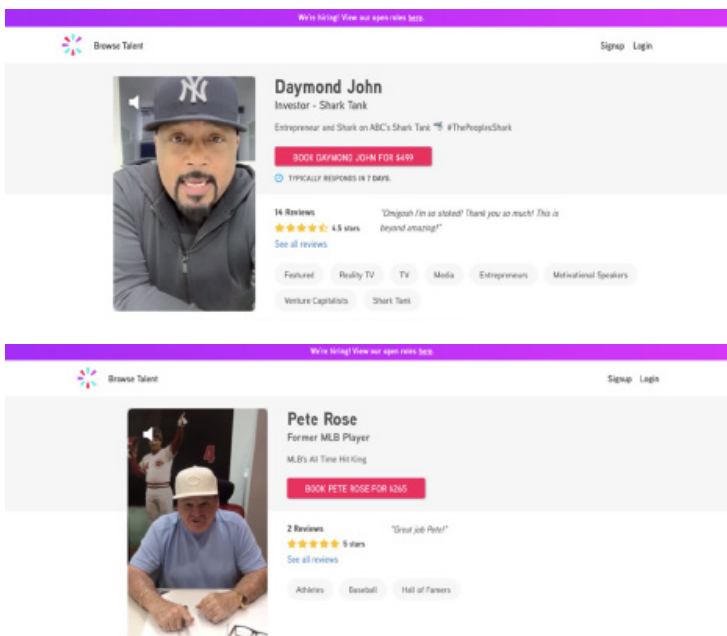 We're hiring! View our open roles here.
Browse Talent
Signup Login
Daymond John
Investor - Shark Tank
Entrepreneur and Shark on ABC's Shark Tank 🦈 #ThePeoplesShark
BOOK DAYMOND JOHN FOR $499
TYPICALLY RESPONDS IN 7 DAYS.
14 Reviews
4.5 stars
See all reviews
"Omigosh I'm so stoked! Thank you so much! This is
beyond amazing!"
Featured Reality TV TV Media Entrepreneurs Motivational Speakers
Venture Capitalists Shark Tank
We're hiring! View our open roles here.
Browse Talent
Signup Login
4
Pete Rose
Former MLB Player
MLB's All Time Hit King
BOOK PETE ROSE FOR $265
2 Reviews
5 stars
See all reviews
"Great job Pete!"
Athletes Baseball Hall of Famers